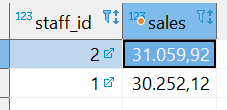 123 staff_id 123 sales
2 31.059,92
1 30.252,12